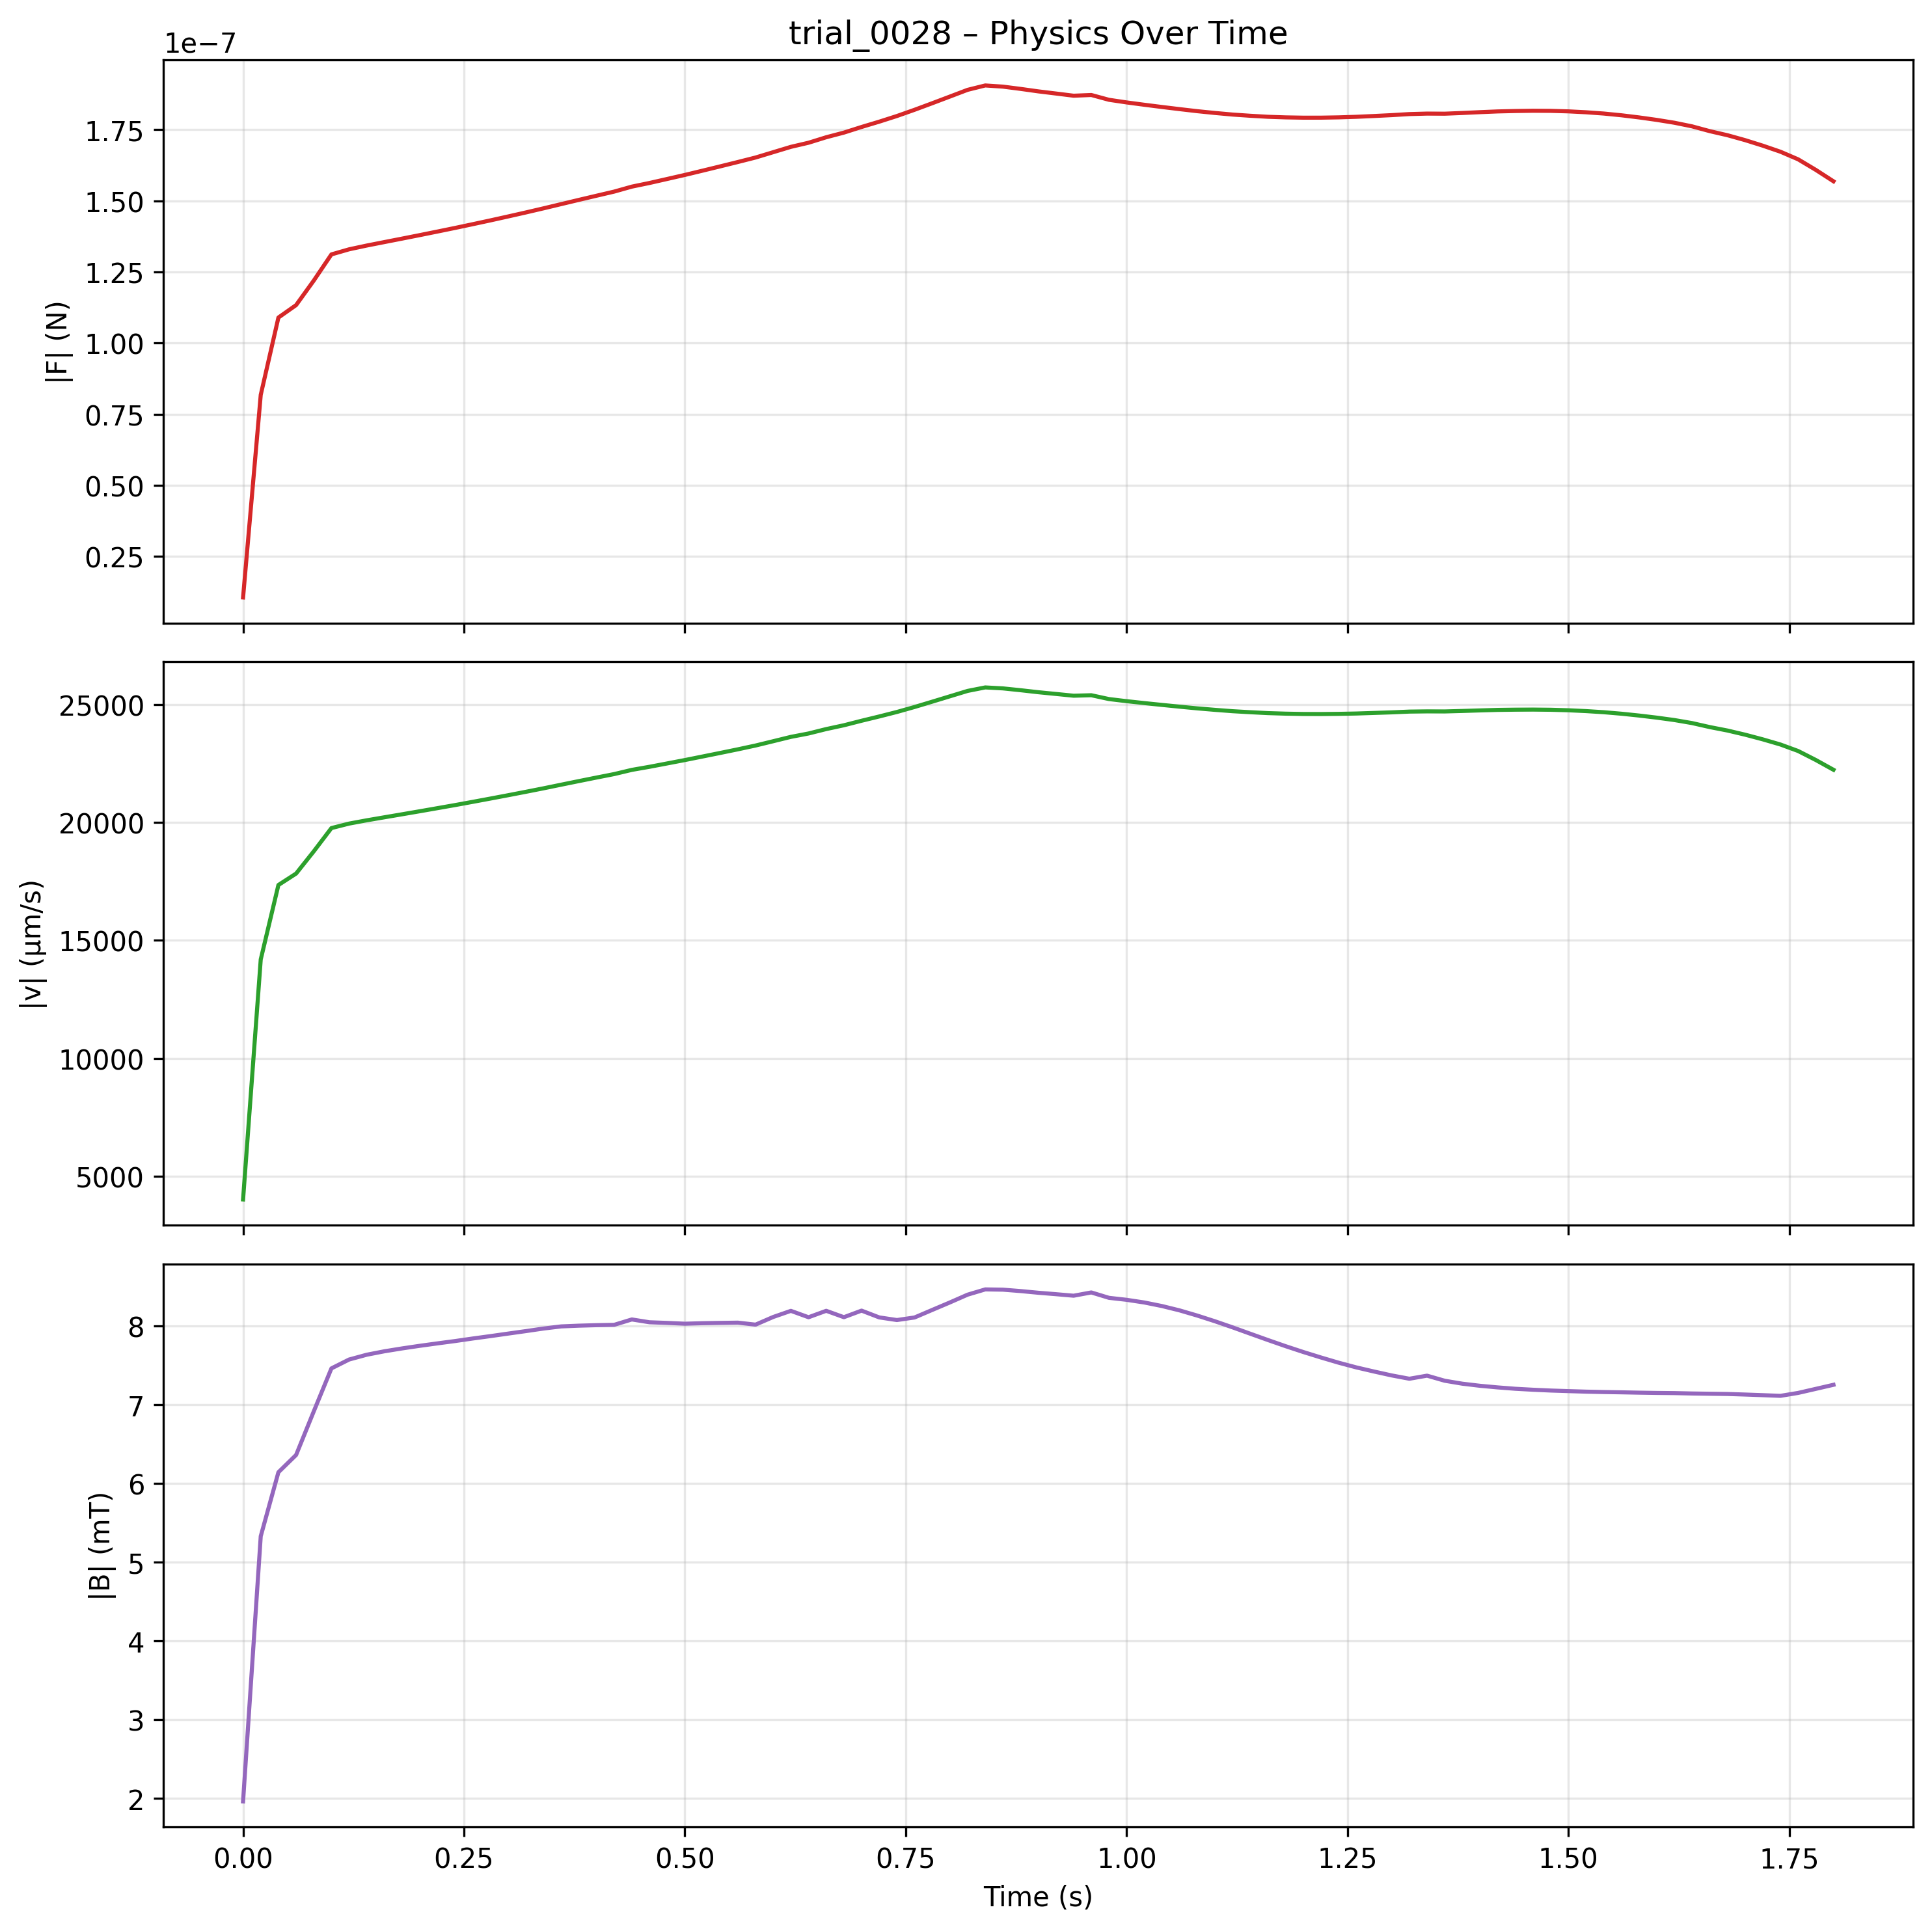 trial_0028 – Physics Over Time
1e−7
|F| (N)
1.75
1.50
1.25
1.00
0.75
0.50
0.25
|v| (µm/s)
25000
20000
15000
10000
5000
|B| (mT)
8
7
6
5
4
3
2
0.00 0.25 0.50 0.75 1.00 1.25 1.50 1.75
Time (s)